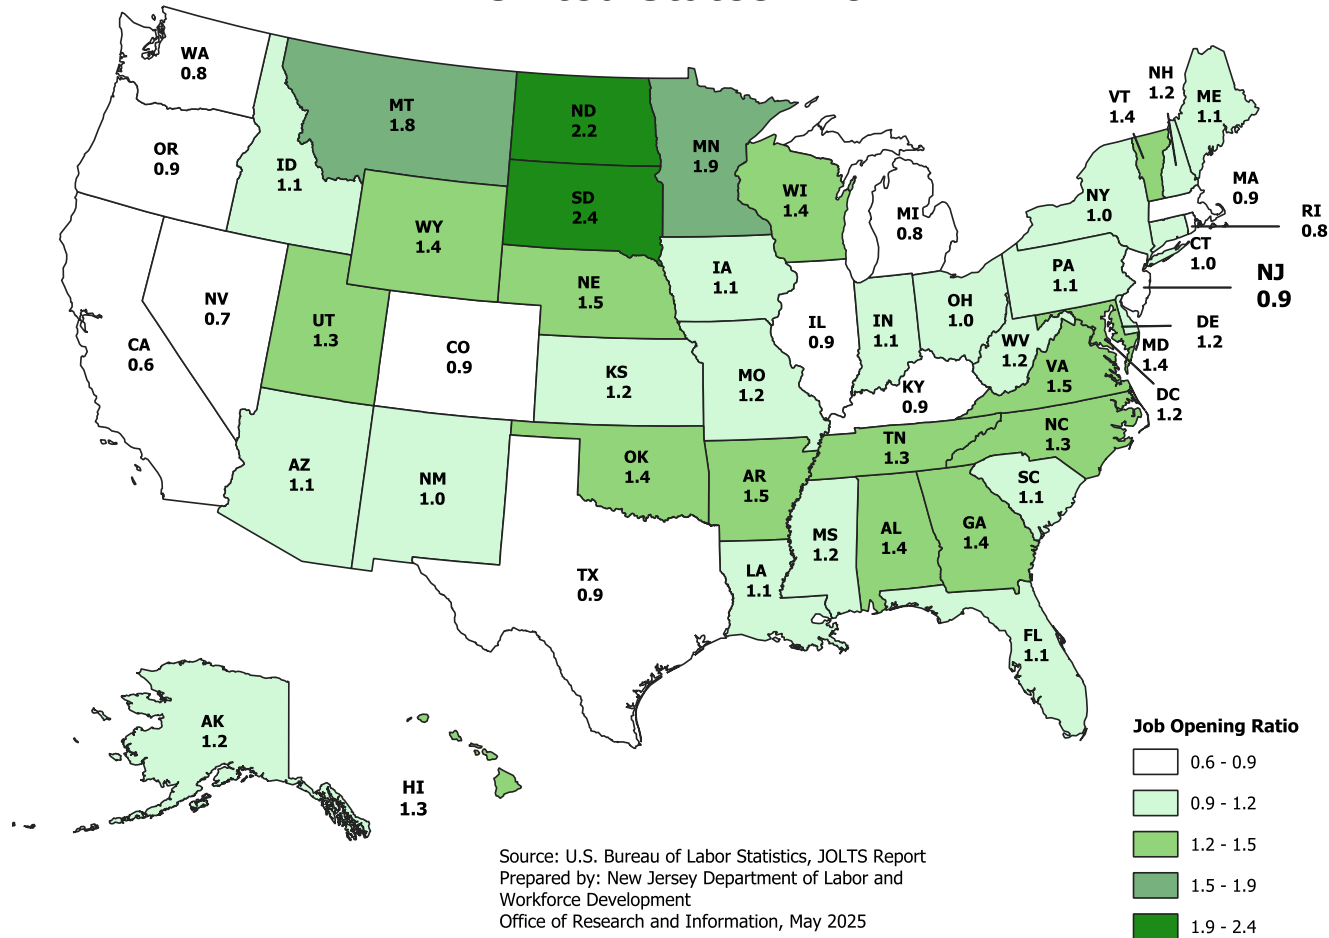 WA
0.8
OR
0.9
CA
0.6
NV
0.7
ID
1.1
MT
1.8
WY
1.4
UT
1.3
CO
0.9
AZ
1.1
NM
1.0
ND
2.2
SD
2.4
NE
1.5
KS
1.2
OK
1.4
TX
0.9
MN
1.9
IA
1.1
MO
1.2
AR
1.5
LA
1.1
WI
1.4
IL
0.9
MI
0.8
IN
1.1
OH
1.0
KY
0.9
TN
1.3
MS
1.2
AL
1.4
GA
1.4
FL
1.1
SC
1.1
NC
1.3
VA
1.5
WV
1.2
PA
1.1
NY
1.0
VT
1.4
NH
1.2
ME
1.1
MA
0.9
RI
0.8
CT
1.0
NJ
0.9
DE
1.2
MD
1.4
DC
1.2
AK
1.2
HI
1.3
Job Opening Ratio
0.6 - 0.9
0.9 - 1.2
1.2 - 1.5
1.5 - 1.9
1.9 - 2.4
Source: U.S. Bureau of Labor Statistics, JOLTS Report
Prepared by: New Jersey Department of Labor and
Workforce Development
Office of Research and Information, May 2025